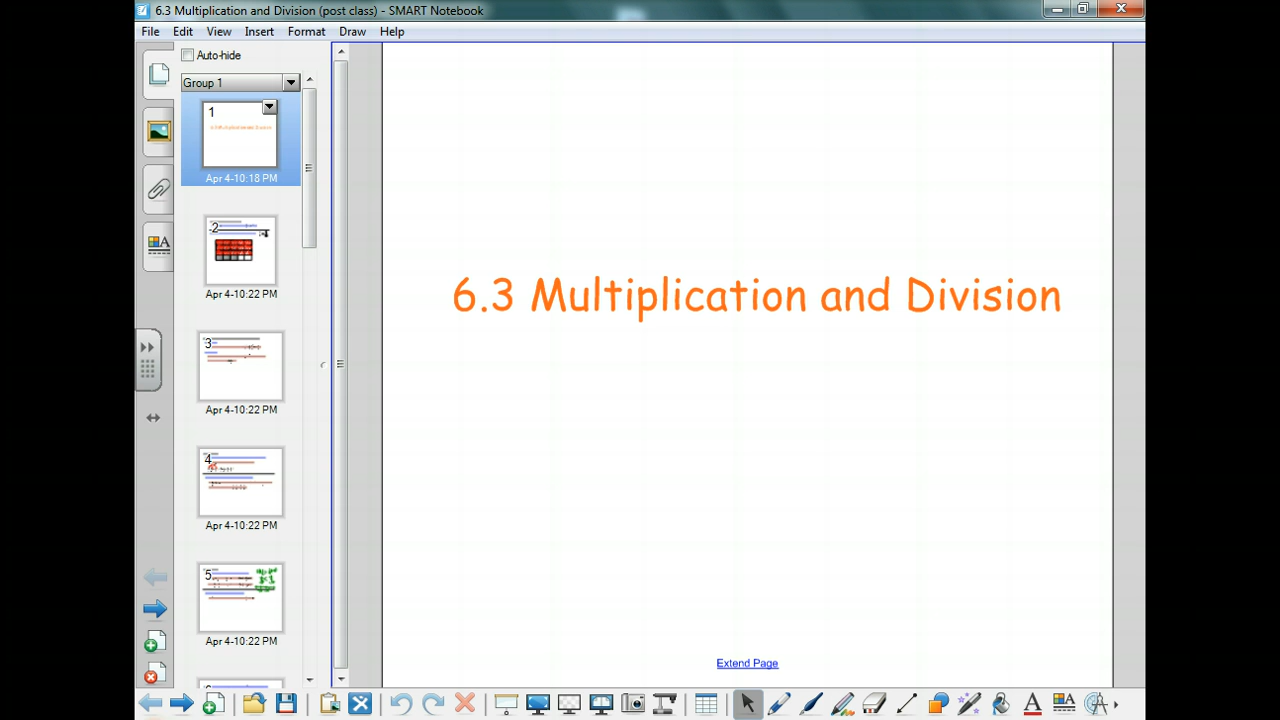 6.3 Multiplication and Division (post class) - SMART Notebook
File Edit View Insert Format Draw Help
Auto-hide
Group 1
1
Apr 4-10:18 PM
2
Apr 4-10:22 PM
3
Apr 4-10:22 PM
4
Apr 4-10:22 PM
5
Apr 4-10:22 PM
6.3 Multiplication and Division
Extend Page